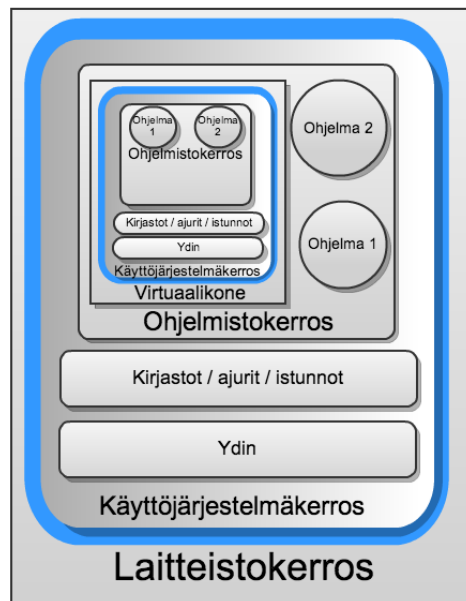 Ohjelma
1
Ohjelma
2
Ohjelmistokerros
Kirjastot / ajurit / istunnot
Ydin
Käyttöjärjestelmäkerros
Virtuaalikone
Ohjelma 2
Ohjelma 1
Ohjelmistokerros
Kirjastot / ajurit / istunnot
Ydin
Käyttöjärjestelmäkerros
Laitteistokerros